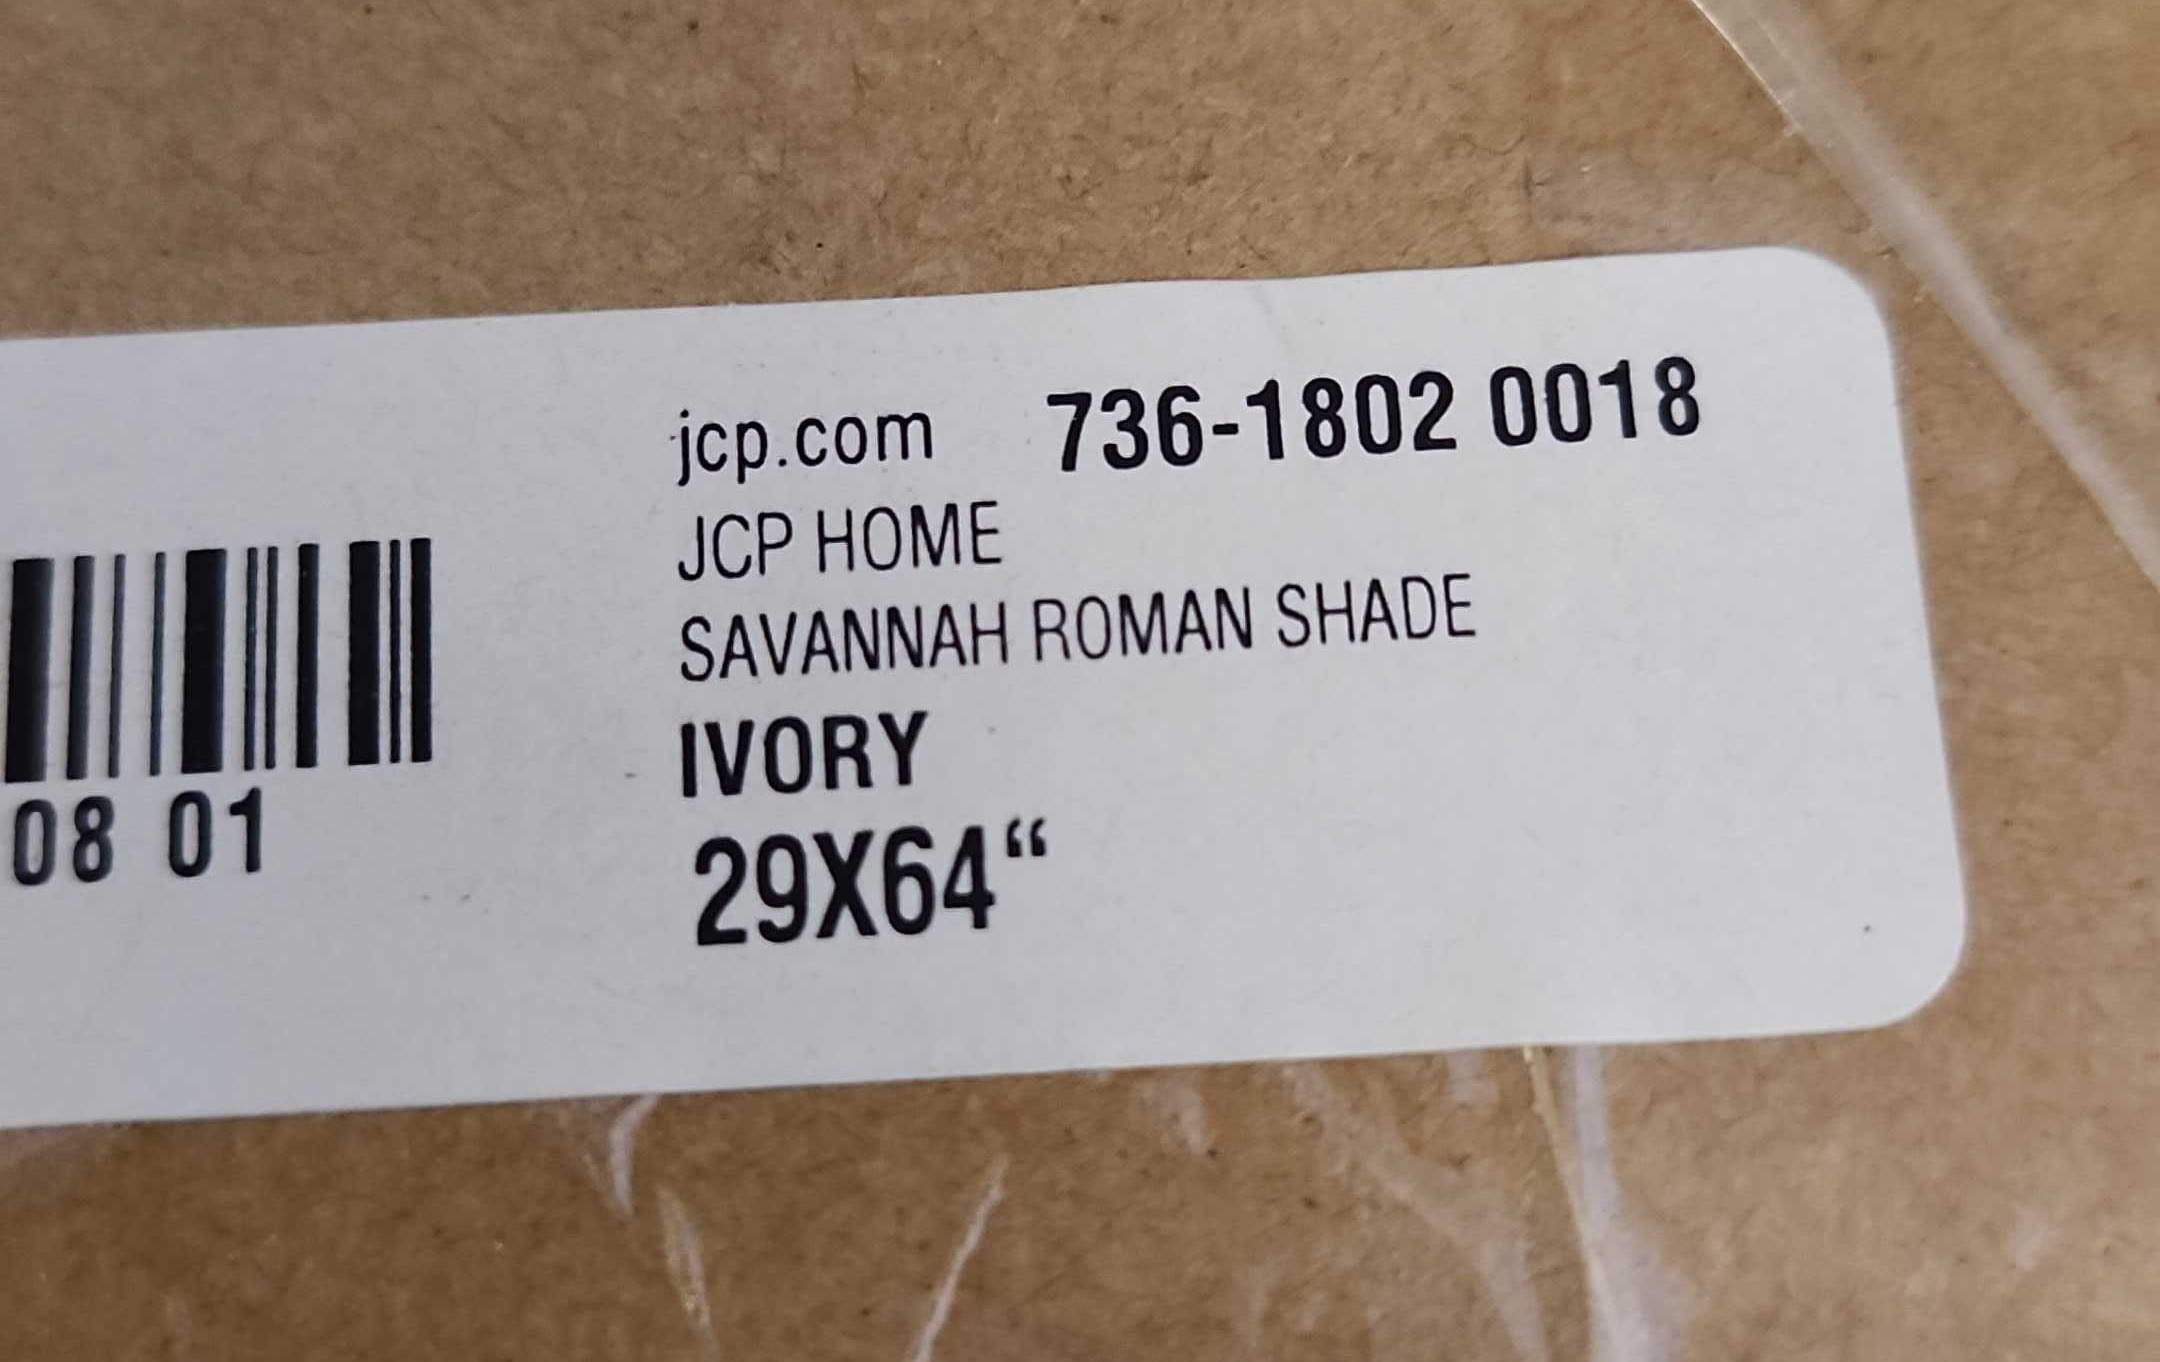 jcp.com 736-1802 0018
JCP HOME
SAVANNAH ROMAN SHADE
IVORY
29X64“
08 01